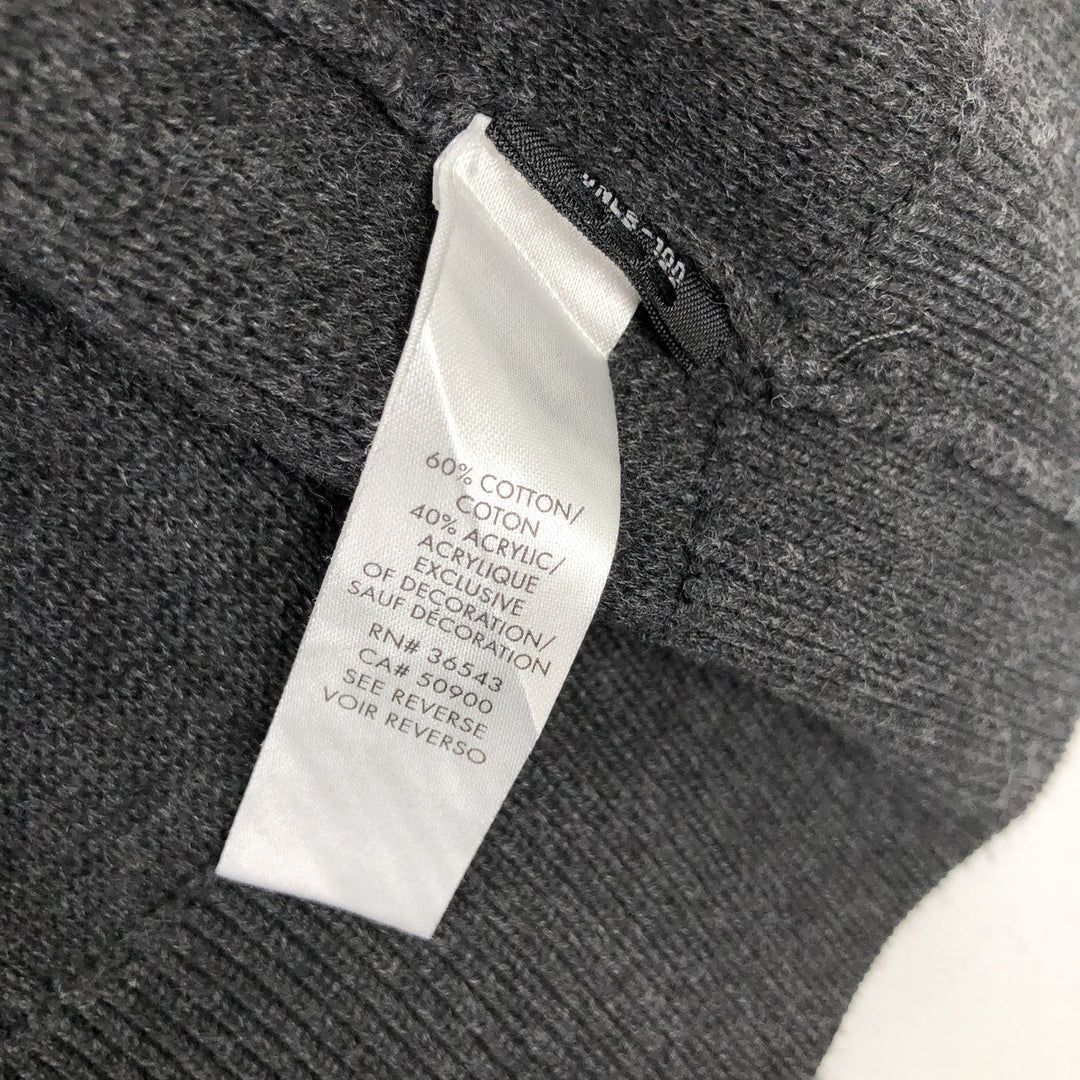 60% COTTON/
COTON
40% ACRYLIC/
ACRYLIQUE
EXCLUSIVE
OF DECORATION/
SAUF DÉCORATION
RN# 36543
CA# 50900
SEE REVERSE
VOIR REVERSO